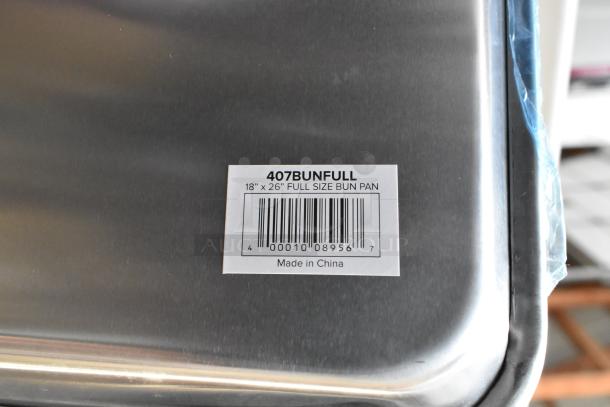 407BUNFULL
18" x 26" FULL SIZE BUN PAN
4 00010 08956 7
Made in China